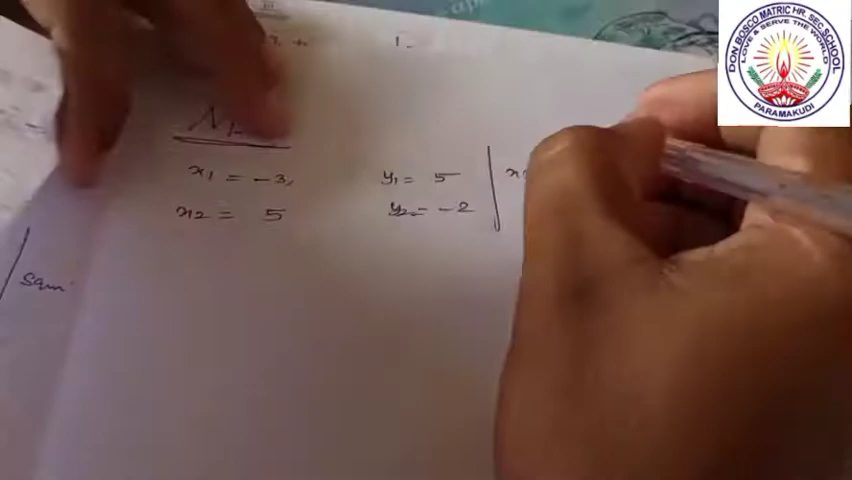 x1 = -3, y1 = 5
x2 = 5 y2 = -2
Sqm.
DON BOSCO MATRIC HR. SEC. SCHOOL
LOVE & SERVE THE WORLD
PARAMAKUDI